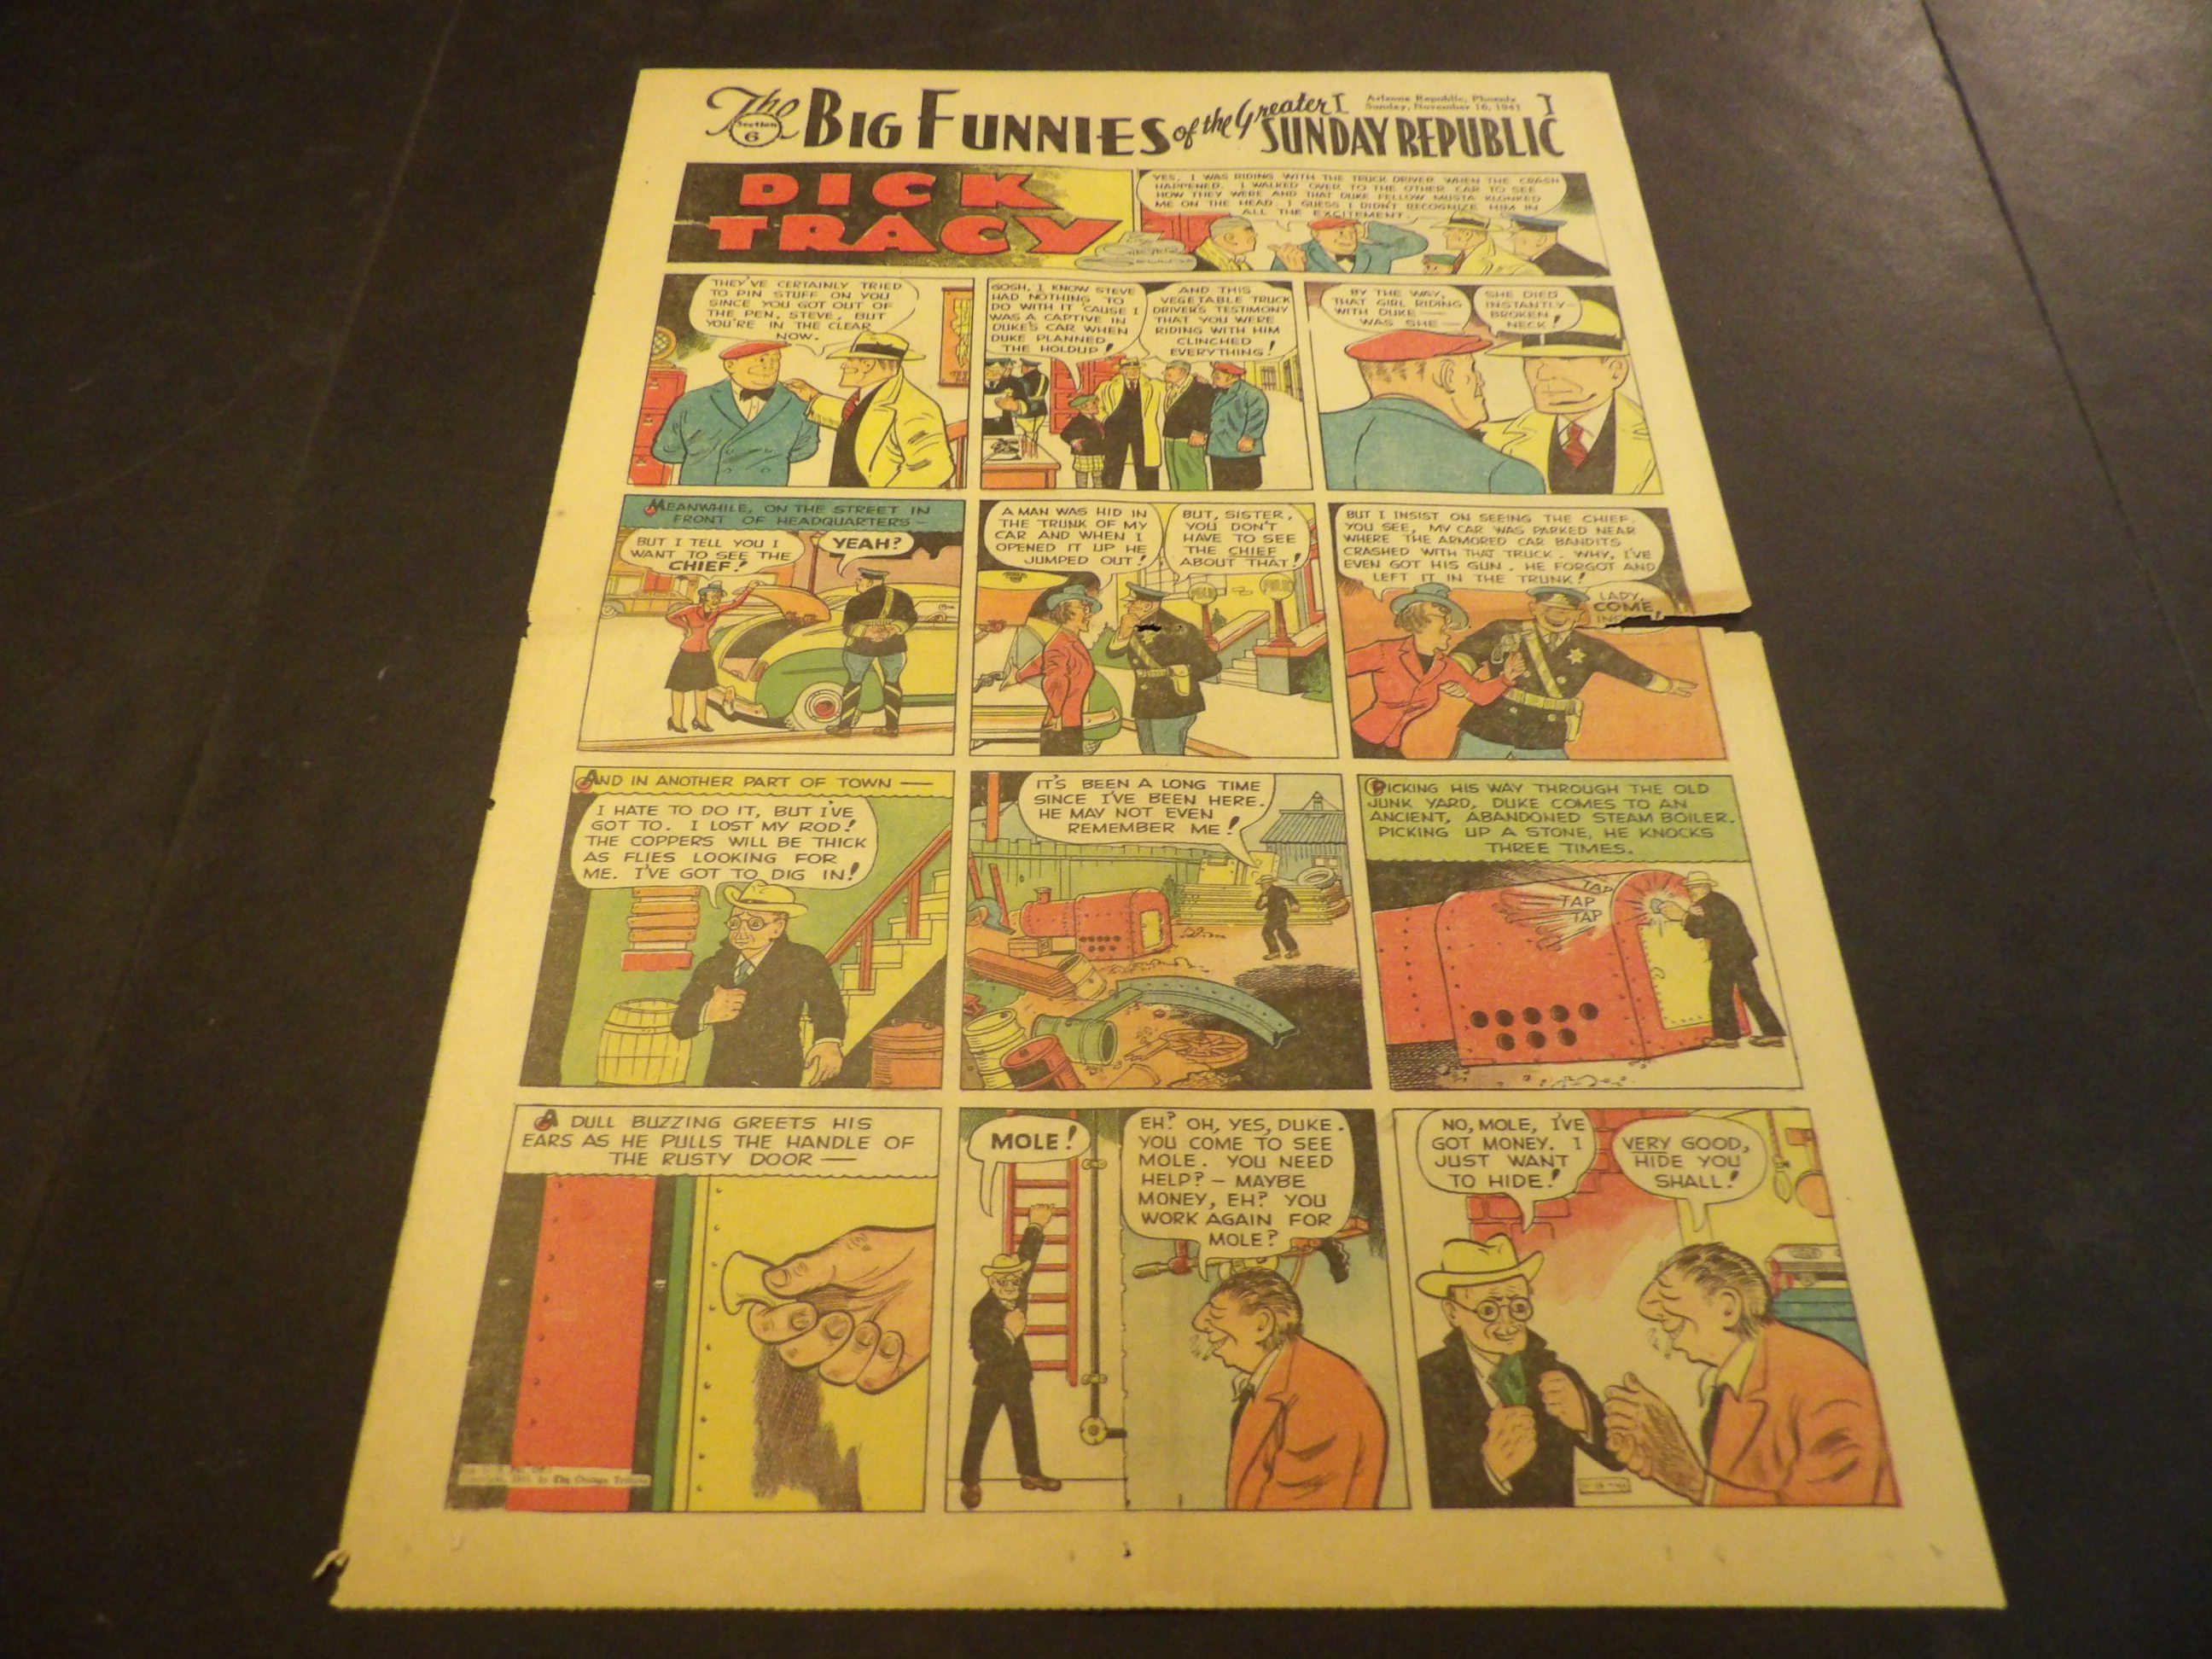 The BIG FUNNIES of the Greater SUNDAY REPUBLIC
Section
6
Arizona Republic, Phoenix
Sunday, November 16, 1941
DICK
TRACY
YES, I WAS RIDING WITH THE TRUCK DRIVER WHEN THE CRASH
HAPPENED. I WALKED OVER TO THE OTHER CAR TO SEE
HOW THEY WERE AND THAT DUKE FELLOW MUSTA KLONKED
ME ON THE HEAD. I GUESS I DIDN'T RECOGNIZE HIM IN
ALL THE EXCITEMENT.
THEY'VE CERTAINLY TRIED
TO PIN STUFF ON YOU
SINCE YOU GOT OUT OF
THE PEN, STEVE, BUT
YOU'RE IN THE CLEAR
NOW.
GOSH, I KNOW STEVE
HAD NOTHING TO
DO WITH IT 'CAUSE I
WAS A CAPTIVE IN
DUKE'S CAR WHEN
DUKE PLANNED
THE HOLDUP!
AND THIS
VEGETABLE TRUCK
DRIVER'S TESTIMONY
THAT YOU WERE
RIDING WITH HIM
CLINCHED
EVERYTHING!
BY THE WAY,
THAT GIRL RIDING
WITH DUKE —
WAS SHE —
SHE DIED
INSTANTLY—
BROKEN
NECK!
MEANWHILE, ON THE STREET IN
FRONT OF HEADQUARTERS —
BUT I TELL YOU I
WANT TO SEE THE
CHIEF!
YEAH?
A MAN WAS HID IN
THE TRUNK OF MY
CAR AND WHEN I
OPENED IT UP HE
JUMPED OUT!
BUT, SISTER,
YOU DON'T
HAVE TO SEE
THE CHIEF
ABOUT THAT!
BUT I INSIST ON SEEING THE CHIEF.
YOU SEE, MY CAR WAS PARKED NEAR
WHERE THE ARMORED CAR BANDITS
CRASHED WITH THAT TRUCK. WHY, I'VE
EVEN GOT HIS GUN. HE FORGOT AND
LEFT IT IN THE TRUNK!
LADY,
COME,
AND IN ANOTHER PART OF TOWN —
I HATE TO DO IT, BUT I'VE
GOT TO. I LOST MY ROD!
THE COPPERS WILL BE THICK
AS FLIES LOOKING FOR
ME. I'VE GOT TO DIG IN!
IT'S BEEN A LONG TIME
SINCE I'VE BEEN HERE.
HE MAY NOT EVEN
REMEMBER ME!
PICKING HIS WAY THROUGH THE OLD
JUNK YARD, DUKE COMES TO AN
ANCIENT, ABANDONED STEAM BOILER.
PICKING UP A STONE, HE KNOCKS
THREE TIMES.
TAP
TAP
TAP
A DULL BUZZING GREETS HIS
EARS AS HE PULLS THE HANDLE OF
THE RUSTY DOOR —
MOLE!
EH? OH, YES, DUKE.
YOU COME TO SEE
MOLE. YOU NEED
HELP? – MAYBE
MONEY, EH? YOU
WORK AGAIN FOR
MOLE?
NO, MOLE, I'VE
GOT MONEY. I
JUST WANT
TO HIDE!
VERY GOOD,
HIDE YOU
SHALL!
by The Chicago Tribune